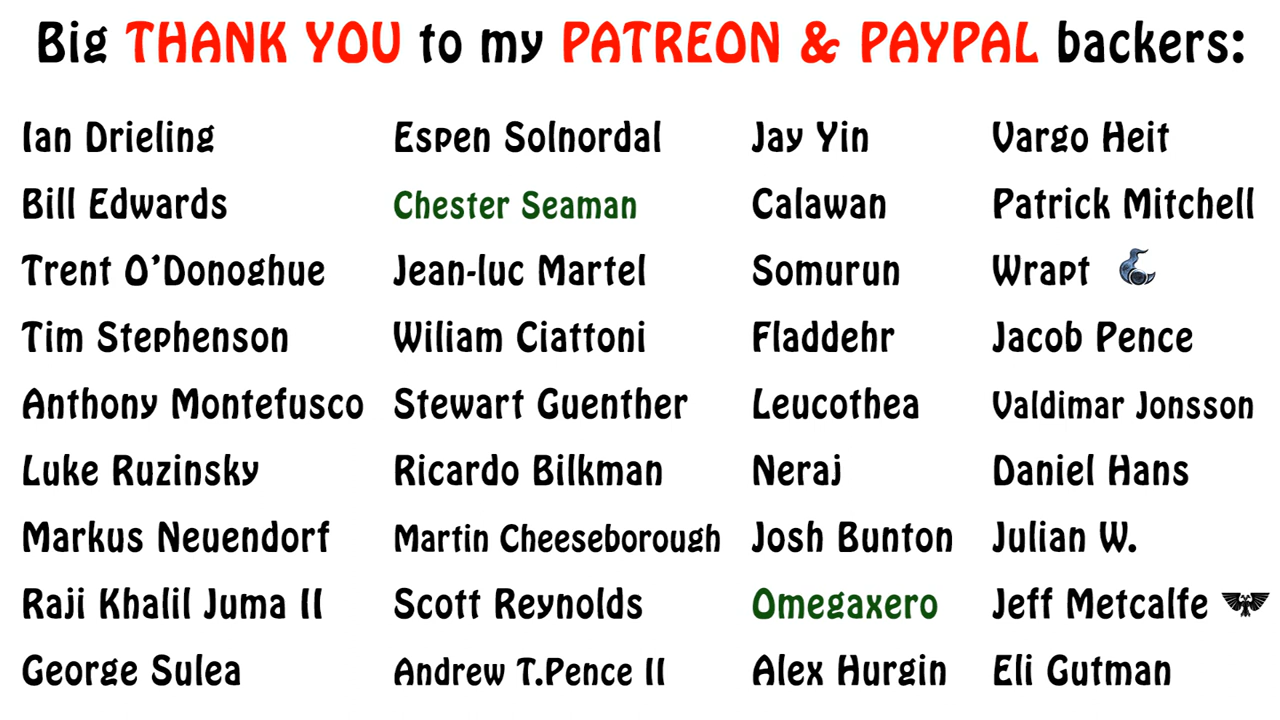 Big THANK YOU to my PATREON & PAYPAL backers:
Ian Drieling Espen Solnordal Jay Yin Vargo Heit
Bill Edwards Chester Seaman Calawan Patrick Mitchell
Trent O'Donoghue Jean-luc Martel Somurun Wrapt
Tim Stephenson Wiliam Ciattoni Fladdehr Jacob Pence
Anthony Montefusco Stewart Guenther Leucothea Valdimar Jonsson
Luke Ruzinsky Ricardo Bilkman Neraj Daniel Hans
Markus Neuendorf Martin Cheeseborough Josh Bunton Julian W.
Raji Khalil Juma II Scott Reynolds Omegaxero Jeff Metcalfe
George Sulea Andrew T.Pence II Alex Hurgin Eli Gutman